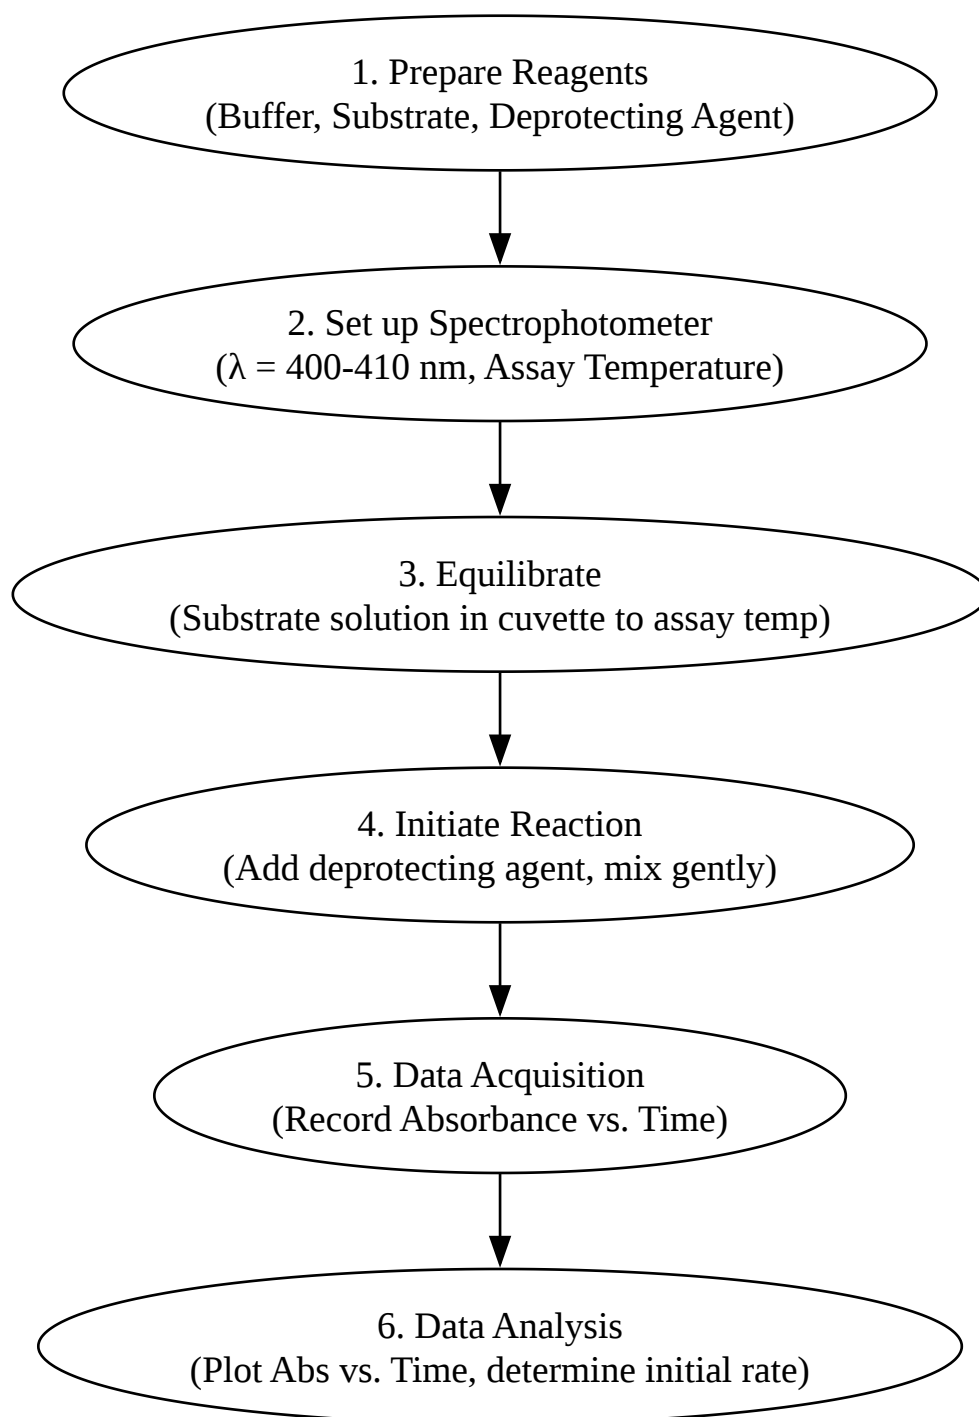 1. Prepare Reagents
(Buffer, Substrate, Deprotecting Agent)
2. Set up Spectrophotometer
(λ = 400-410 nm, Assay Temperature)
3. Equilibrate
(Substrate solution in cuvette to assay temp)
4. Initiate Reaction
(Add deprotecting agent, mix gently)
5. Data Acquisition
(Record Absorbance vs. Time)
6. Data Analysis
(Plot Abs vs. Time, determine initial rate)